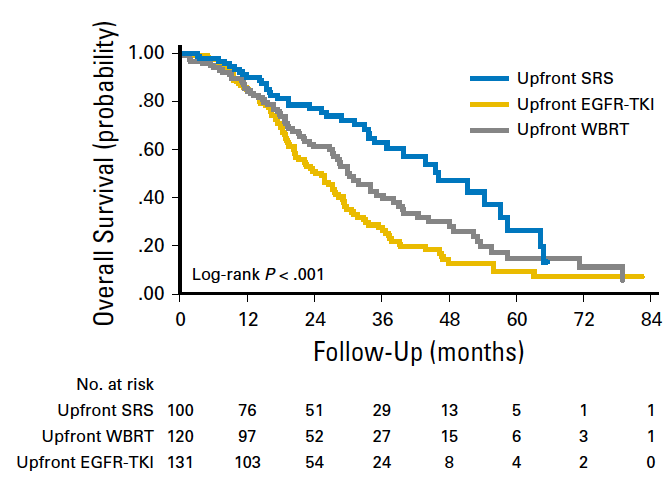 Overall Survival (probability)
1.00
.80
.60
.40
.20
.00
Upfront SRS
Upfront EGFR-TKI
Upfront WBRT
Log-rank P < .001
0 12 24 36 48 60 72 84
Follow-Up (months)
No. at risk
Upfront SRS 100 76 51 29 13 5 1 1
Upfront WBRT 120 97 52 27 15 6 3 1
Upfront EGFR-TKI 131 103 54 24 8 4 2 0